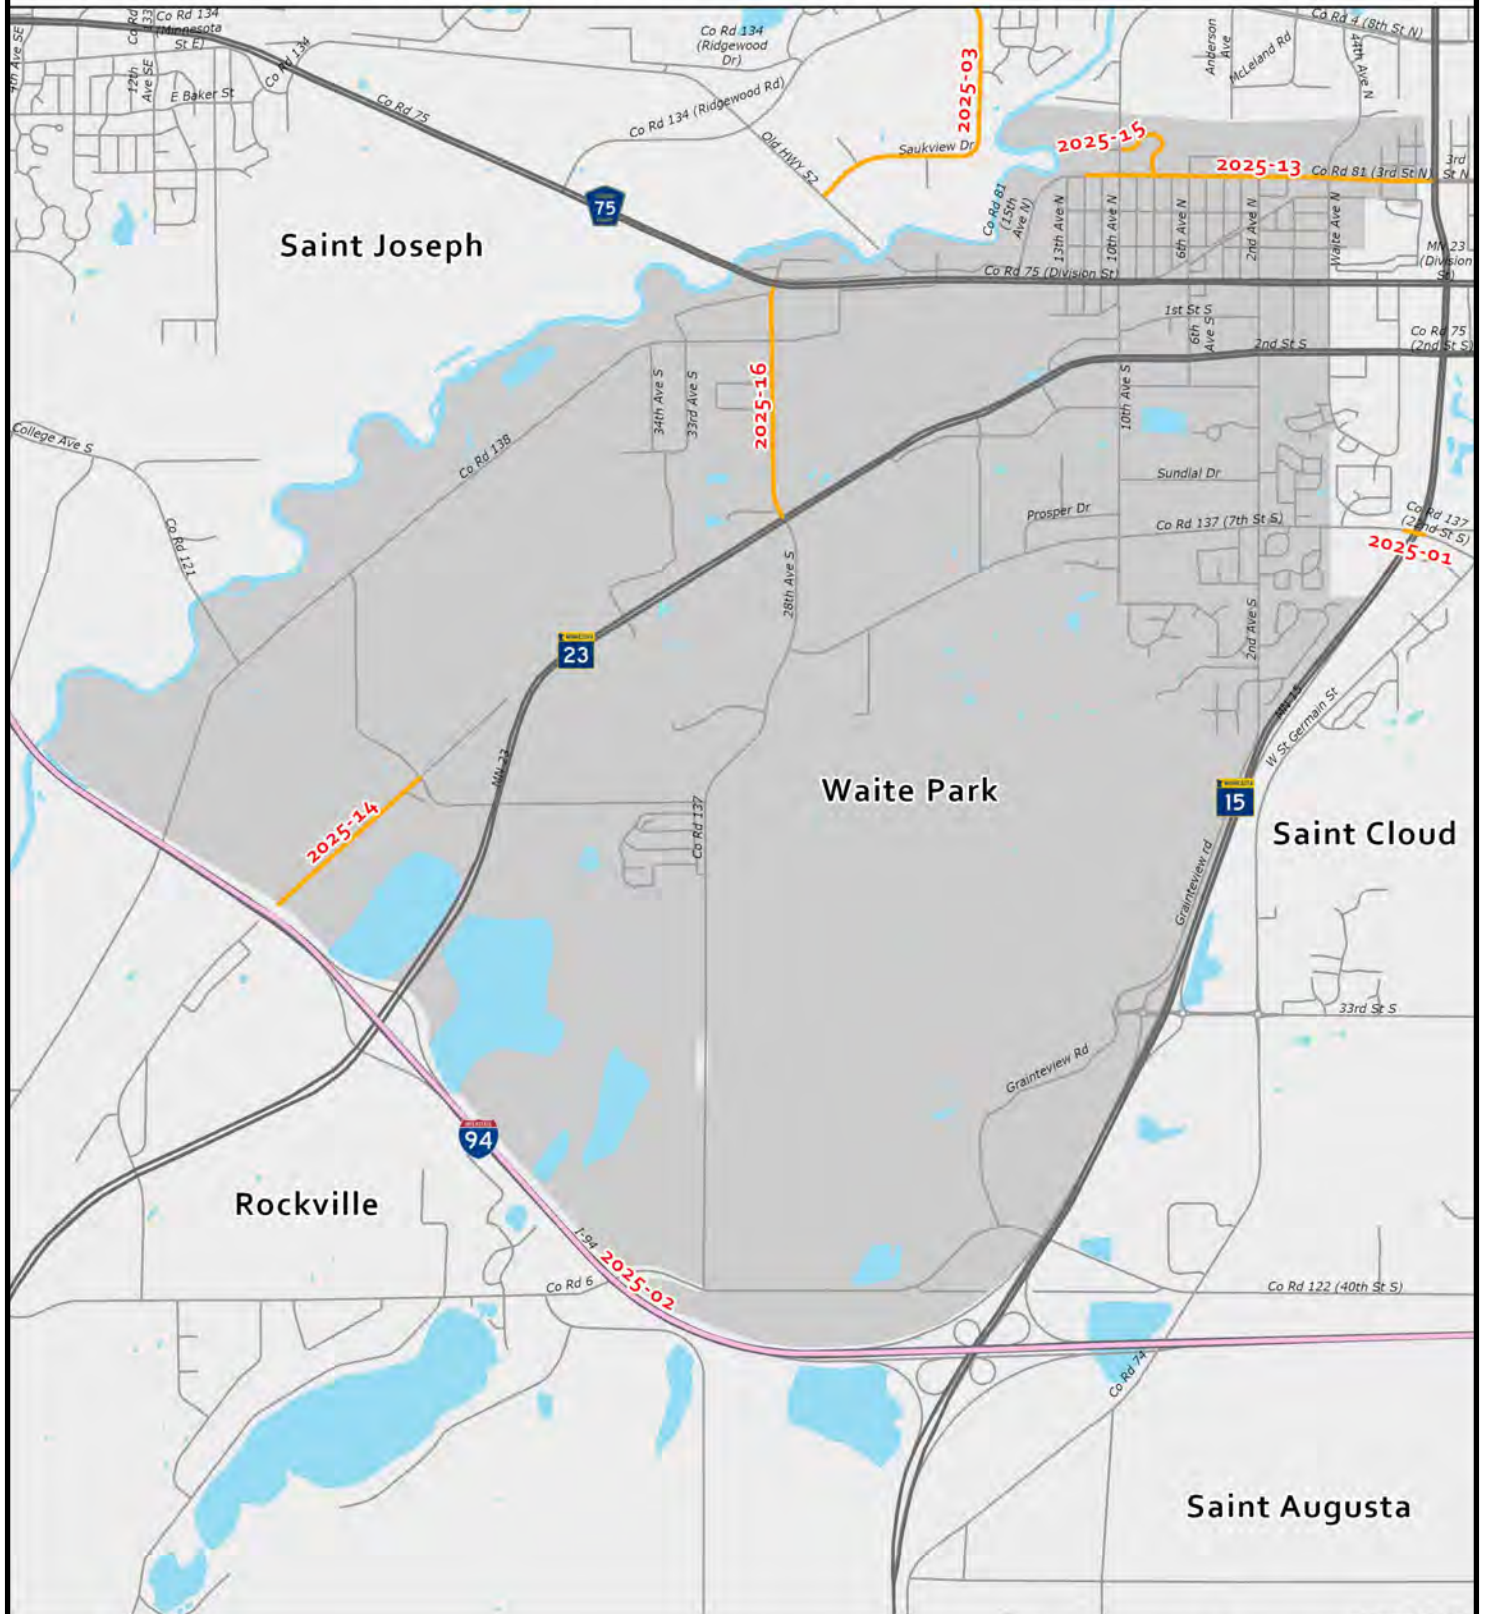 Co Rd 134
(Minnesota
St E)
Co Rd
133
4th Ave SE
12th
Ave SE
E Baker St
Co Rd 134
Co Rd 75
Co Rd 134
(Ridgewood
Dr)
Co Rd 134 (Ridgewood Rd)
Old HWY 52
Saukview Dr
2025-03
Anderson
Ave
McLeland Rd
Co Rd 4 (8th St N)
44th Ave N
2025-15
2025-13
Co Rd 81 (3rd St N)
3rd
St N
75
Saint Joseph
Co Rd 81
(15th
Ave N)
13th Ave N
10th Ave N
6th Ave N
2nd Ave N
Waite Ave N
MN 23
(Division
St)
Co Rd 75 (Division St)
1st St S
6th
Ave S
2nd St S
Co Rd 75
(2nd St S)
2025-16
34th Ave S
33rd Ave S
10th Ave S
College Ave S
Co Rd 138
Sundial Dr
Prosper Dr
Co Rd 137 (7th St S)
Co Rd 137
(22nd St S)
2025-01
Co Rd 121
28th Ave S
2nd Ave S
MINNESOTA
23
MN 15
W St Germain St
MN 23
Waite Park
MINNESOTA
15
Saint Cloud
2025-14
Co Rd 137
Grainteview rd
33rd St S
Grainteview Rd
INTERSTATE
94
Rockville
I-94
2025-02
Co Rd 6
Co Rd 122 (40th St S)
Co Rd 74
Saint Augusta